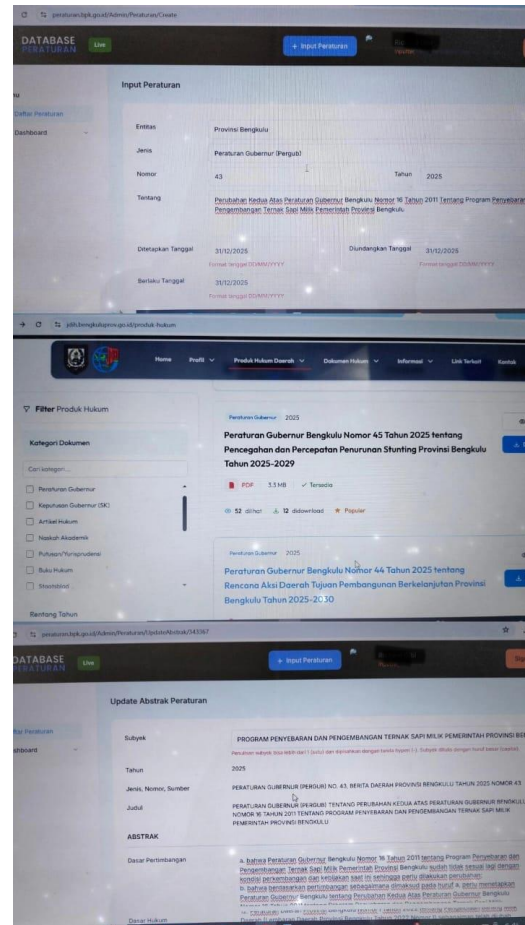 peraturan.bpk.go.id/Admin/Peraturan/Create
DATABASE
PERATURAN
Live
+ Input Peraturan
Input Peraturan
Daftar Peraturan
Dashboard
Entitas
Provinsi Bengkulu
Jenis
Peraturan Gubernur (Pergub)
Nomor
43
Tahun
2025
Tentang
Perubahan Kedua Atas Peraturan Gubernur Bengkulu Nomor 16 Tahun 2011 Tentang Program Penyebaran
Pengembangan Ternak Sapi Milik Pemerintah Provinsi Bengkulu
Ditetapkan Tanggal
31/12/2025
Format tanggal DD/MM/YYYY
Diundangkan Tanggal
31/12/2025
Format tanggal DD/MM/YYYY
Berlaku Tanggal
31/12/2025
Format tanggal DD/MM/YYYY
jdih.bengkuluprov.go.id/produk-hukum
Home
Profil
Produk Hukum Daerah
Dokumen Hukum
Informasi
Link Terkait
Kontak
Filter Produk Hukum
Kategori Dokumen
Cari kategori...
Peraturan Gubernur
Keputusan Gubernur (SK)
Artikel Hukum
Naskah Akademik
Putusan/Yurisprudensi
Buku Hukum
Staatsblad
Rentang Tahun
Peraturan Gubernur 2025
Peraturan Gubernur Bengkulu Nomor 45 Tahun 2025 tentang
Pencegahan dan Percepatan Penurunan Stunting Provinsi Bengkulu
Tahun 2025-2029
PDF 3.3 MB ✓ Tersedia
52 dilihat 12 didownload Populer
Peraturan Gubernur 2025
Peraturan Gubernur Bengkulu Nomor 44 Tahun 2025 tentang
Rencana Aksi Daerah Tujuan Pembangunan Berkelanjutan Provinsi
Bengkulu Tahun 2025-2030
peraturan.bpk.go.id/Admin/Peraturan/UpdateAbstrak/343167
DATABASE
PERATURAN
Live
+ Input Peraturan
Update Abstrak Peraturan
Daftar Peraturan
Dashboard
Subyek
PROGRAM PENYEBARAN DAN PENGEMBANGAN TERNAK SAPI MILIK PEMERINTAH PROVINSI
Tahun
2025
Jenis, Nomor, Sumber
PERATURAN GUBERNUR (PERGUB) NO. 43, BERITA DAERAH PROVINSI BENGKULU TAHUN 2025 NOMOR 43
Judul
PERATURAN GUBERNUR (PERGUB) TENTANG PERUBAHAN KEDUA ATAS PERATURAN GUBERNUR BENGKULU
NOMOR 16 TAHUN 2011 TENTANG PROGRAM PENYEBARAN DAN PENGEMBANGAN TERNAK SAPI MILIK
PEMERINTAH PROVINSI BENGKULU
ABSTRAK
Dasar Pertimbangan
a. bahwa Peraturan Gubernur Bengkulu Nomor 16 Tahun 2011 tentang Program Penyebaran dan
Pengembangan Ternak Sapi Milik Pemerintah Provinsi Bengkulu sudah tidak sesuai lagi dengan
kondisi perkembangan dan kebijakan saat ini sehingga perlu dilakukan perubahan;
b. bahwa berdasarkan pertimbangan sebagaimana dimaksud pada huruf a, perlu menetapkan
Peraturan Gubernur Bengkulu tentang Perubahan Kedua Atas Peraturan Gubernur Bengkulu
Dasar Hukum